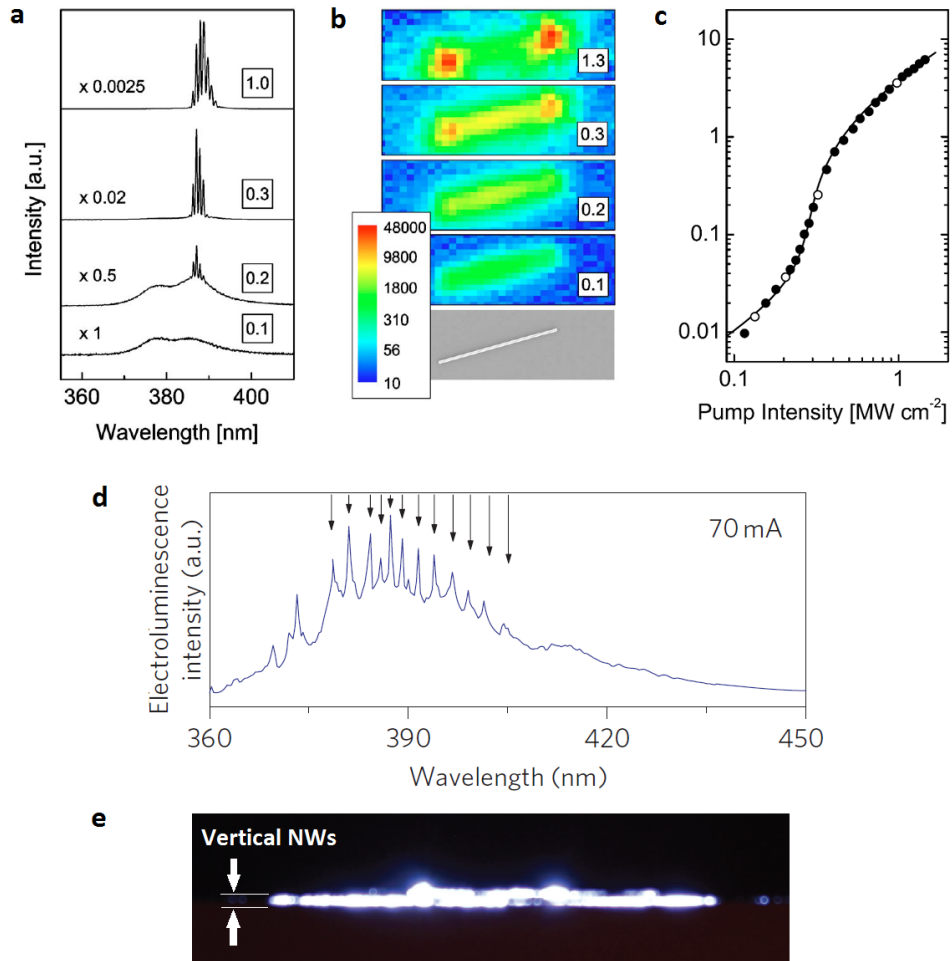 a
Intensity [a.u.]
x 0.0025
1.0
x 0.02
0.3
x 0.5
0.2
x 1
0.1
360
380
400
Wavelength [nm]
b
1.3
0.3
0.2
0.1
48000
4800
1800
310
56
10
c
10
1
0.1
0.01
0.1
1
Pump Intensity [MW cm⁻²]
d
Electroluminescence
intensity (a.u.)
70 mA
360
390
420
450
Wavelength (nm)
e
Vertical NWs